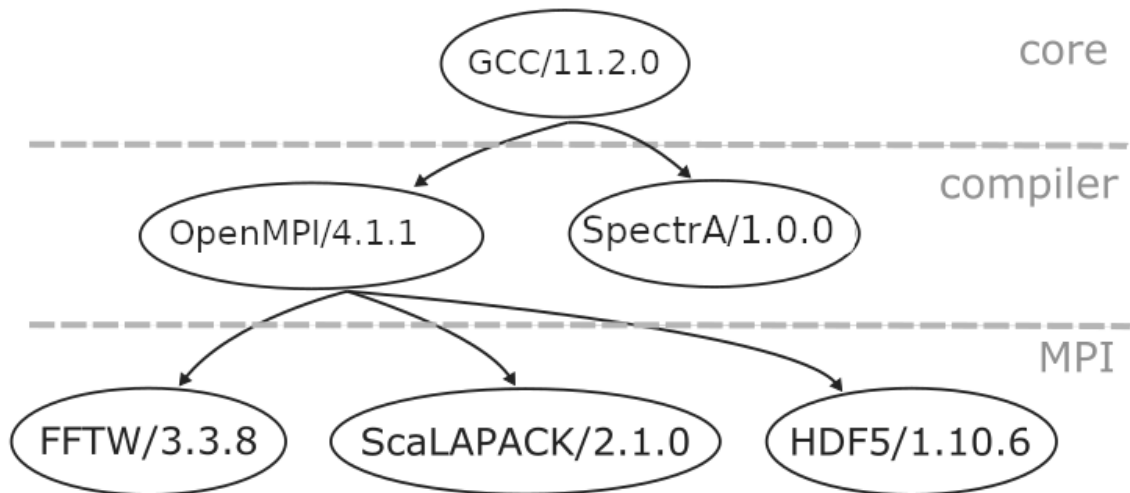 GCC/11.2.0
core
compiler
OpenMPI/4.1.1
SpectrA/1.0.0
MPI
FFTW/3.3.8
ScaLAPACK/2.1.0
HDF5/1.10.6